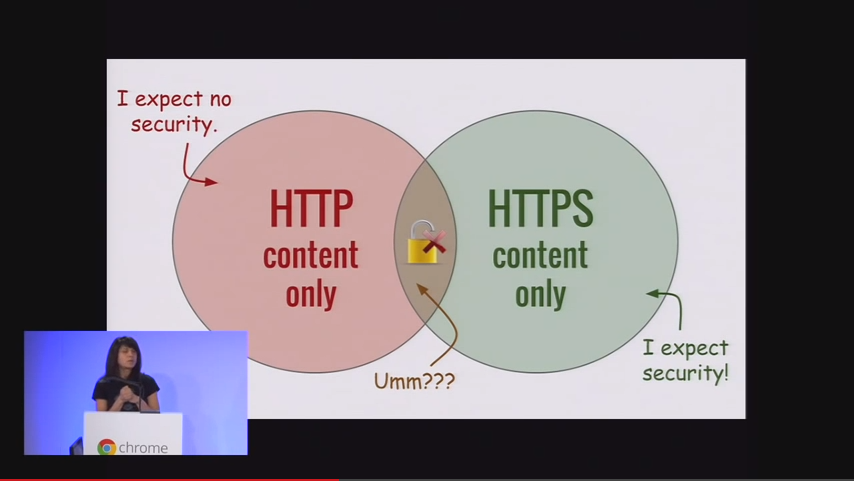 I expect no
security.
HTTP
content
only
HTTPS
content
only
Umm???
I expect
security!
chrome